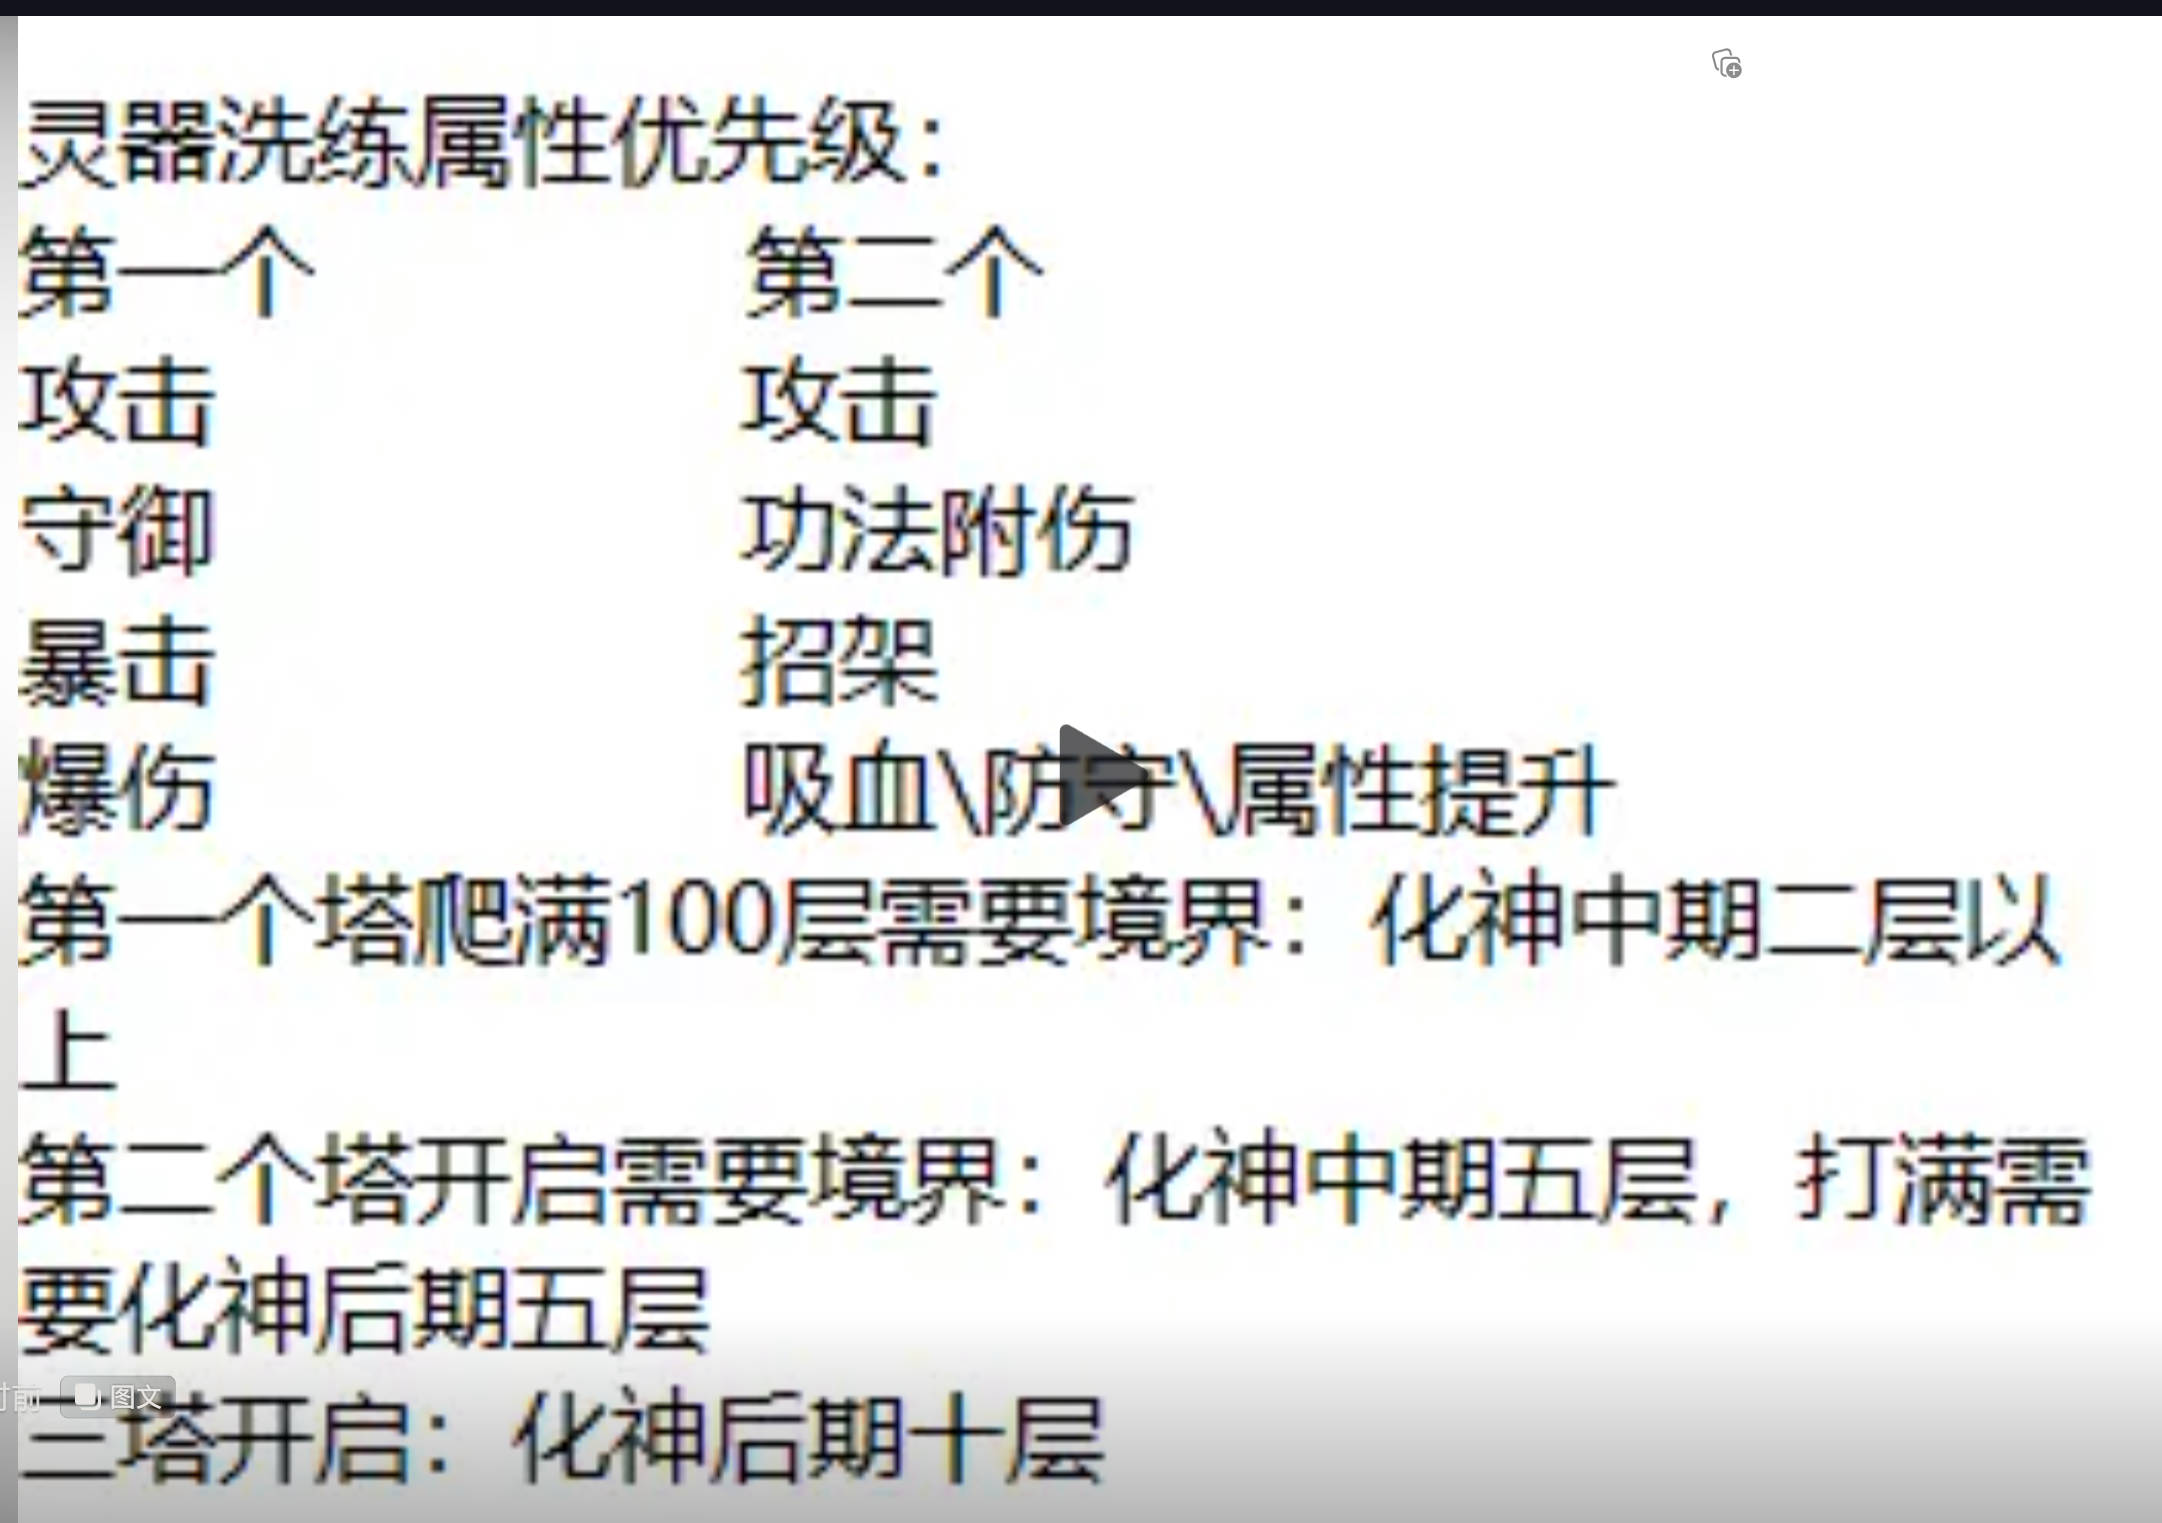 灵器洗练属性优先级：
第一个 第二个
攻击 攻击
守御 功法附伤
暴击 招架
爆伤 吸血\防守\属性提升
第一个塔爬满100层需要境界：化神中期二层以
上
第二个塔开启需要境界：化神中期五层，打满需
要化神后期五层
前 图文
三塔开启：化神后期十层